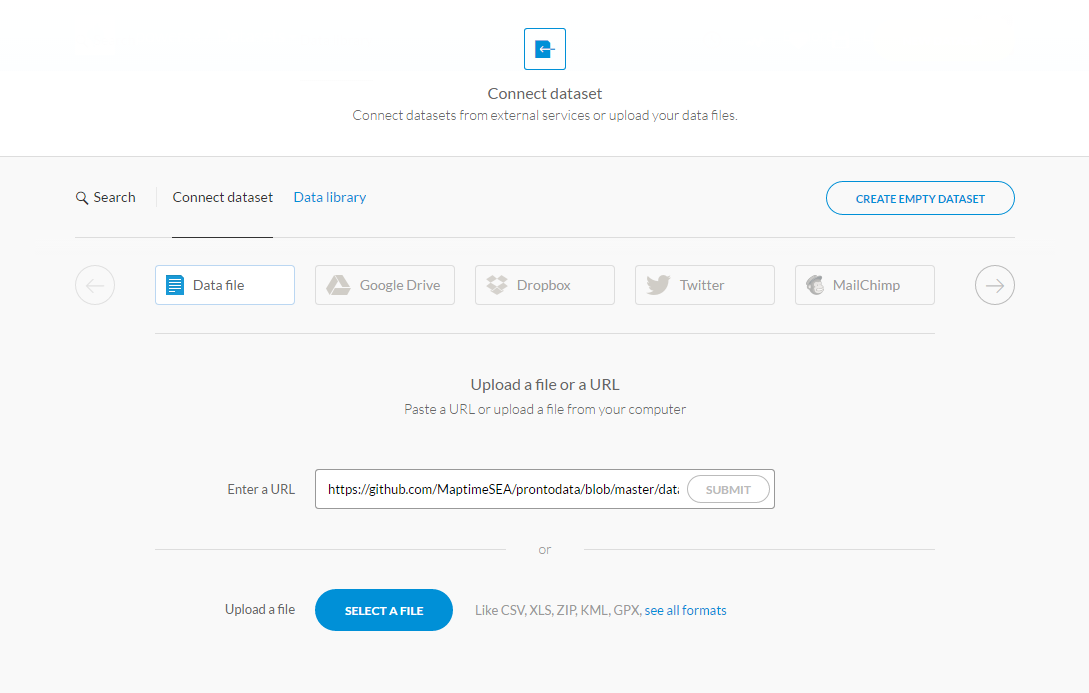 Connect dataset
Connect datasets from external services or upload your data files.
Search
Connect dataset
Data library
CREATE EMPTY DATASET
Data file
Google Drive
Dropbox
Twitter
MailChimp
Upload a file or a URL
Paste a URL or upload a file from your computer
Enter a URL
https://github.com/MaptimeSEA/prontodata/blob/master/data
SUBMIT
or
Upload a file
SELECT A FILE
Like CSV, XLS, ZIP, KML, GPX, see all formats